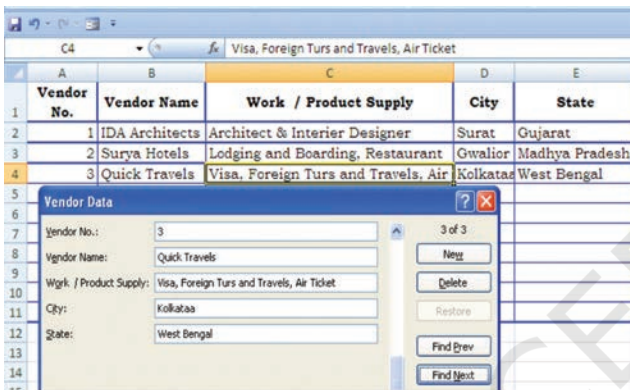 C4 fx Visa, Foreign Turs and Travels, Air Ticket
A B C D E
1 Vendor No. Vendor Name Work / Product Supply City State
2 1 IDA Architects Architect & Interior Designer Surat Gujarat
3 2 Surya Hotels Lodging and Boarding, Restaurant Gwalior Madhya Pradesh
4 3 Quick Travels Visa, Foreign Turs and Travels, Air Kolkataa West Bengal
5
Vendor Data
6
7 Vendor No.: 3 3 of 3
8 Vendor Name: Quick Travels New
9
10 Work / Product Supply: Visa, Foreign Turs and Travels, Air Ticket Delete
11 City: Kolkataa Restore
12 State: West Bengal
13 Find Prev
14 Find Next